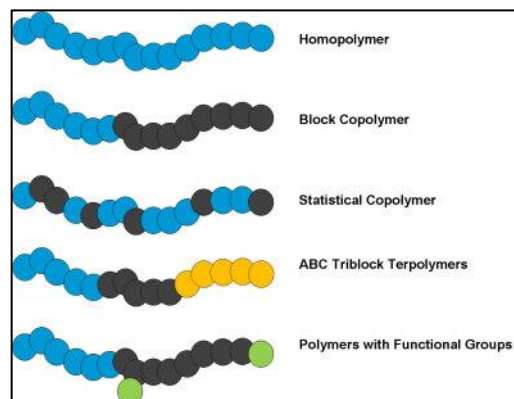 Homopolymer
Block Copolymer
Statistical Copolymer
ABC Triblock Terpolymers
Polymers with Functional Groups